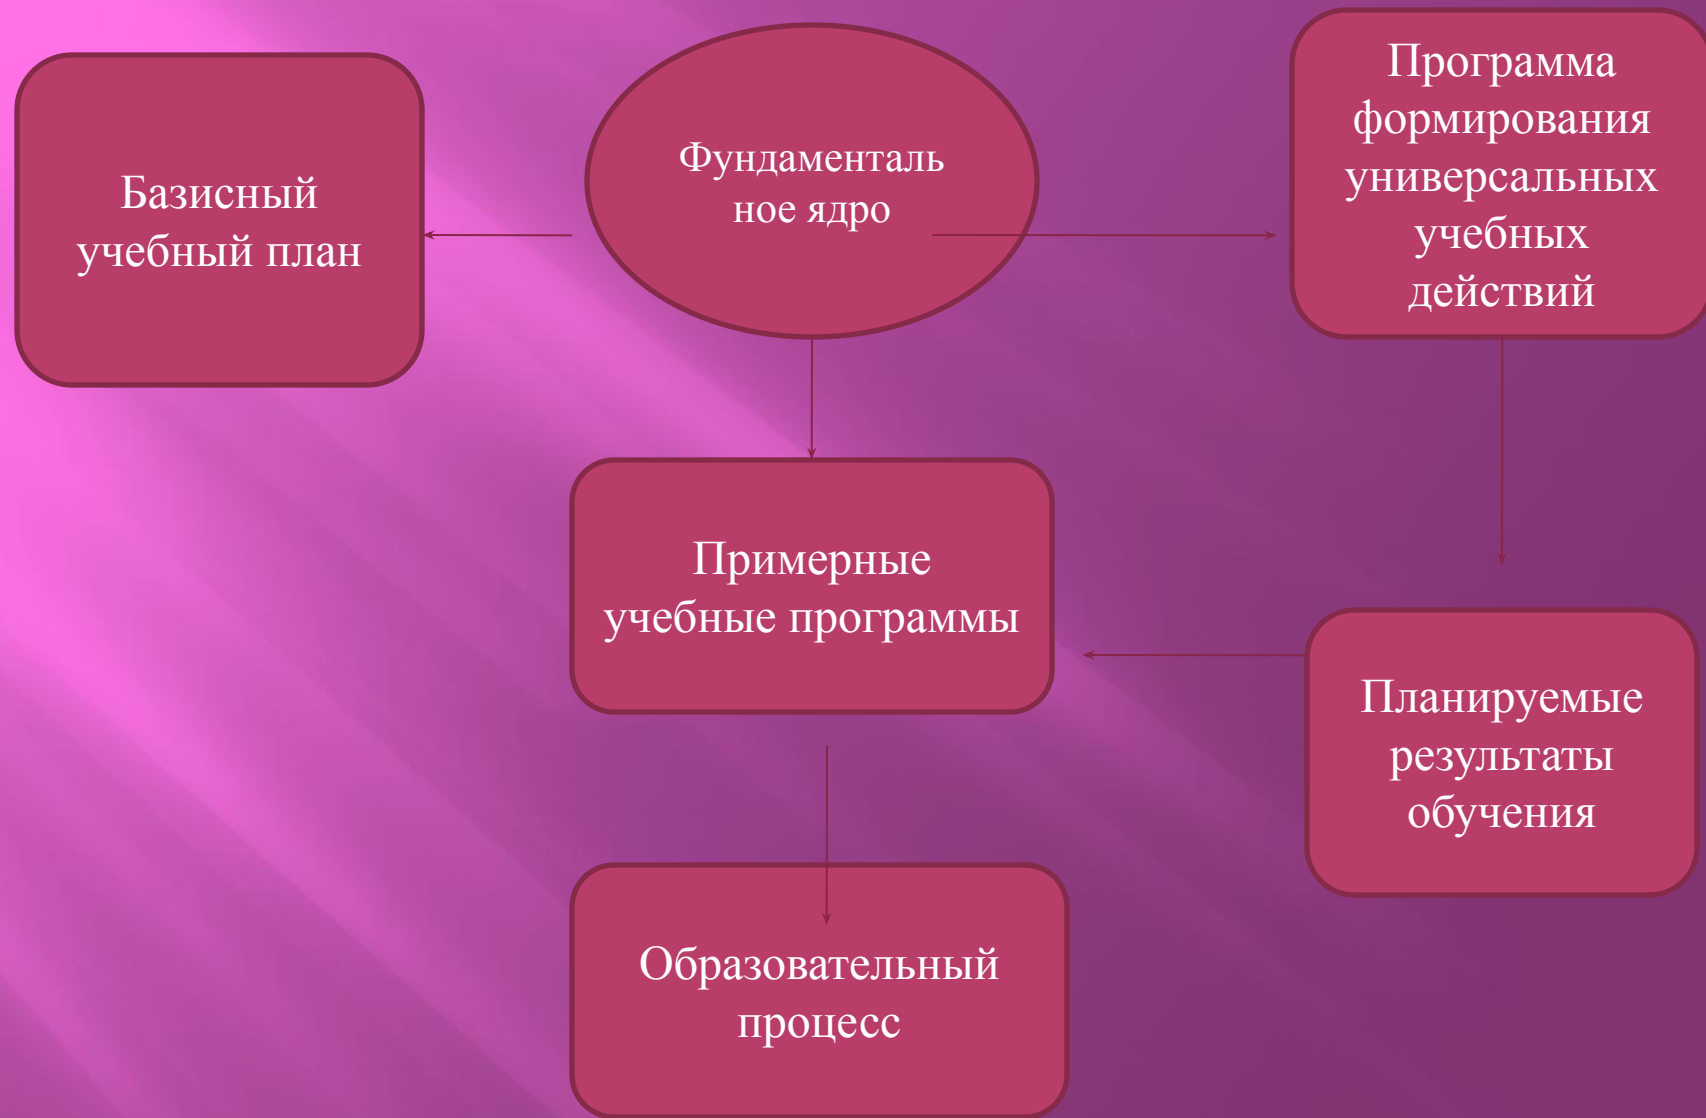 Базисный
учебный план
Фундаменталь
ное ядро
Программа
формирования
универсальных
учебных
действий
Примерные
учебные программы
Планируемые
результаты
обучения
Образовательный
процесс